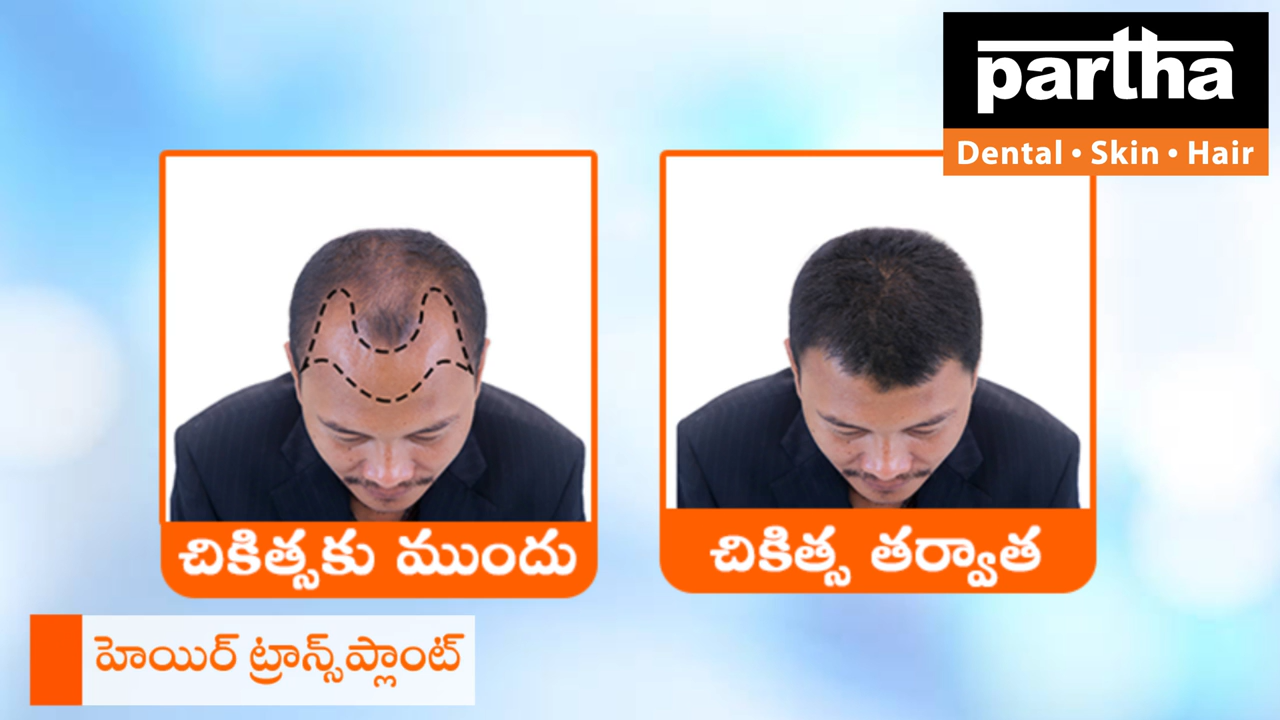 partha
Dental • Skin • Hair
చికిత్సకు ముందు
చికిత్స తర్వాత
హెయిర్ ట్రాన్స్‌ప్లాంట్